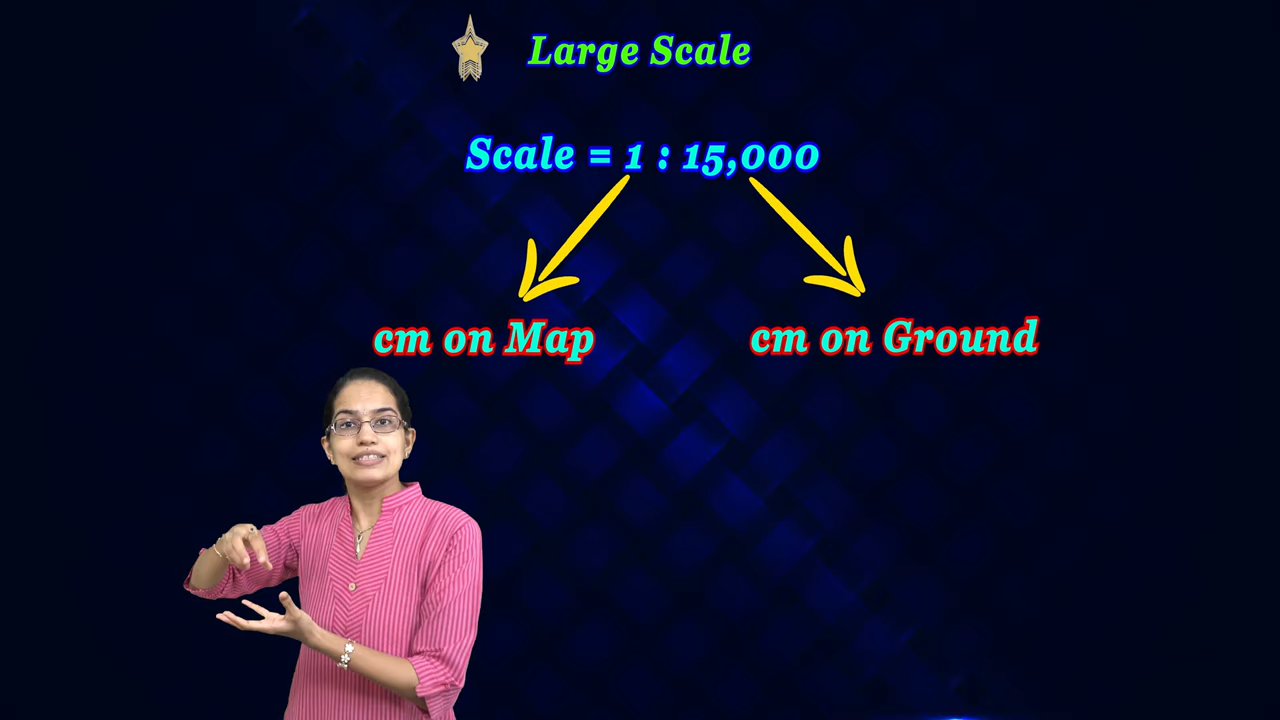 Large Scale
Scale = 1 : 15,000
cm on Map
cm on Ground